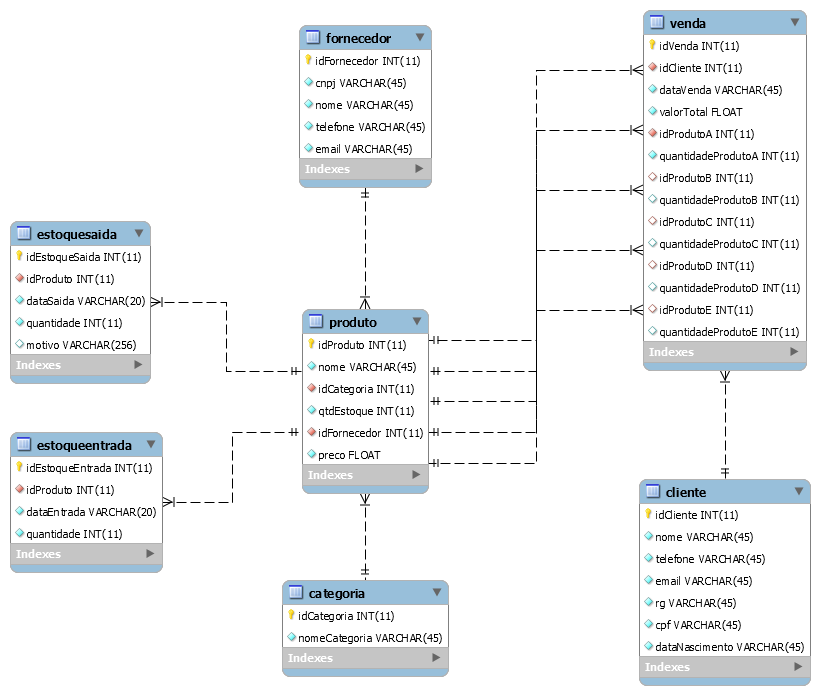 fornecedor
idFornecedor INT(11)
cnpj VARCHAR(45)
nome VARCHAR(45)
telefone VARCHAR(45)
email VARCHAR(45)
Indexes
venda
idVenda INT(11)
idCliente INT(11)
dataVenda VARCHAR(45)
valorTotal FLOAT
idProdutoA INT(11)
quantidadeProdutoA INT(11)
idProdutoB INT(11)
quantidadeProdutoB INT(11)
idProdutoC INT(11)
quantidadeProdutoC INT(11)
idProdutoD INT(11)
quantidadeProdutoD INT(11)
idProdutoE INT(11)
quantidadeProdutoE INT(11)
Indexes
estoquesaida
idEstoqueSaida INT(11)
idProduto INT(11)
dataSaida VARCHAR(20)
quantidade INT(11)
motivo VARCHAR(256)
Indexes
produto
idProduto INT(11)
nome VARCHAR(45)
idCategoria INT(11)
qtdEstoque INT(11)
idFornecedor INT(11)
preco FLOAT
Indexes
estoqueentrada
idEstoqueEntrada INT(11)
idProduto INT(11)
dataEntrada VARCHAR(20)
quantidade INT(11)
Indexes
cliente
idCliente INT(11)
nome VARCHAR(45)
telefone VARCHAR(45)
email VARCHAR(45)
rg VARCHAR(45)
cpf VARCHAR(45)
dataNascimento VARCHAR(45)
Indexes
categoria
idCategoria INT(11)
nomeCategoria VARCHAR(45)
Indexes